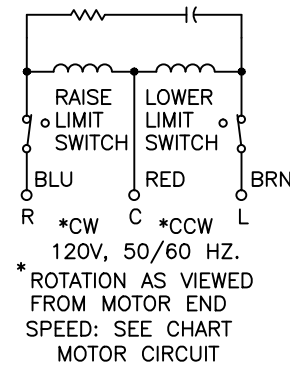 RAISE LOWER
LIMIT LIMIT
SWITCH SWITCH
BLU RED BRN
R *CW C *CCW L
120V, 50/60 HZ.
*ROTATION AS VIEWED
FROM MOTOR END
SPEED: SEE CHART
MOTOR CIRCUIT